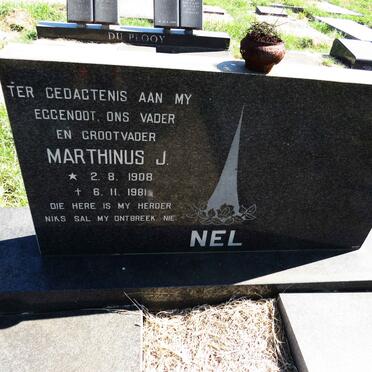 DU PLOOY
TER GEDAGTENIS AAN MY
EGGENOOT, ONS VADER
EN GROOTVADER
MARTHINUS J.
★ 2. 8. 1908
✝ 6. 11. 1981
DIE HERE IS MY HERDER
NIKS SAL MY ONTBREEK NIE
NEL